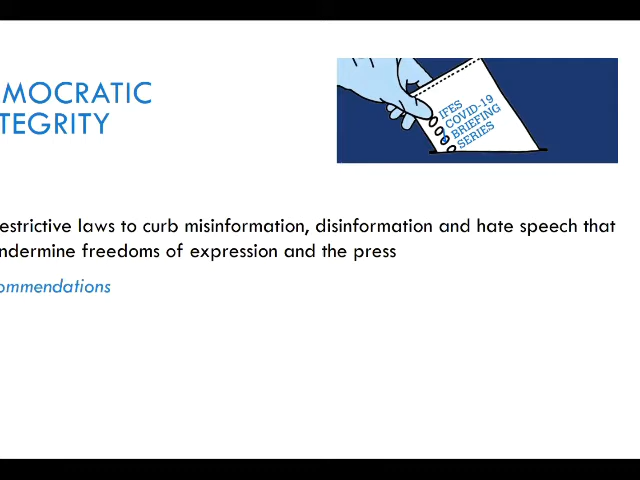 MOCRATIC
TEGRITY
IFES
COVID-19
BRIEFING
SERIES
estrictive laws to curb misinformation, disinformation and hate speech that
ndermine freedoms of expression and the press
ommendations